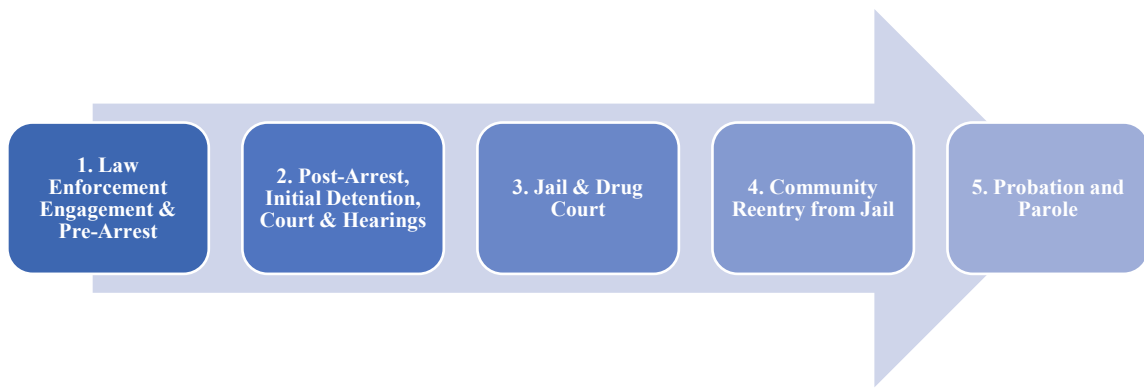 1. Law
Enforcement
Engagement &
Pre-Arrest
2. Post-Arrest,
Initial Detention,
Court & Hearings
3. Jail & Drug
Court
4. Community
Reentry from Jail
5. Probation and
Parole